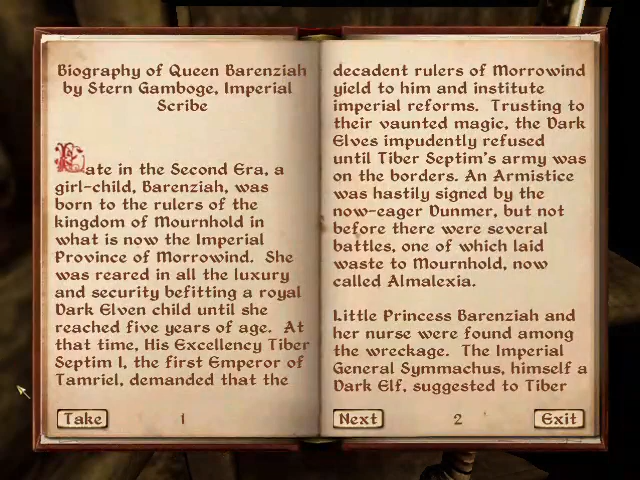 Biography of Queen Barenziah
by Stern Gamboge, Imperial
Scribe
Late in the Second Era, a
girl-child, Barenziah, was
born to the rulers of the
kingdom of Mournhold in
what is now the Imperial
Province of Morrowind. She
was reared in all the luxury
and security befitting a royal
Dark Elven child until she
reached five years of age. At
that time, His Excellency Tiber
Septim I, the first Emperor of
Tamriel, demanded that the
Take
1
decadent rulers of Morrowind
yield to him and institute
imperial reforms. Trusting to
their vaunted magic, the Dark
Elves impudently refused
until Tiber Septim's army was
on the borders. An Armistice
was hastily signed by the
now-eager Dunmer, but not
before there were several
battles, one of which laid
waste to Mournhold, now
called Almalexia.
Little Princess Barenziah and
her nurse were found among
the wreckage. The Imperial
General Symmachus, himself a
Dark Elf, suggested to Tiber
Next
2
Exit